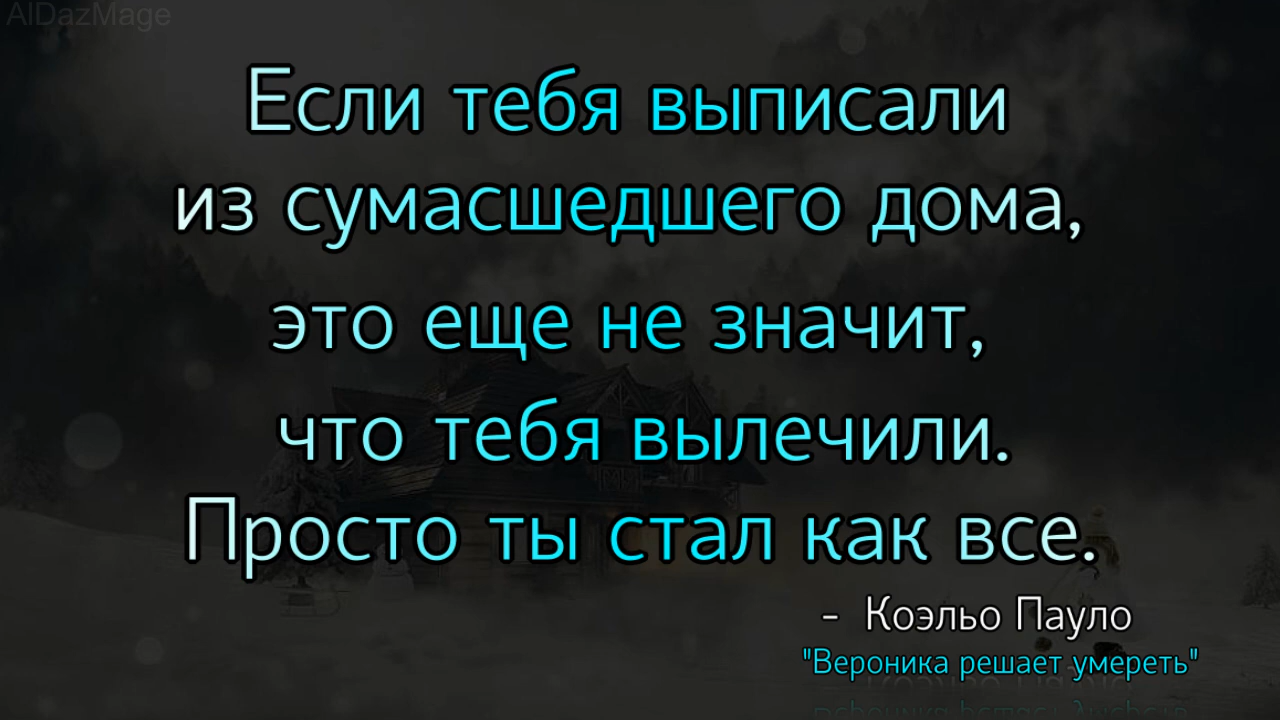 AlDazMage
Если тебя выписали
из сумасшедшего дома,
это еще не значит,
что тебя вылечили.
Просто ты стал как все.
- Коэльо Пауло
"Вероника решает умереть"